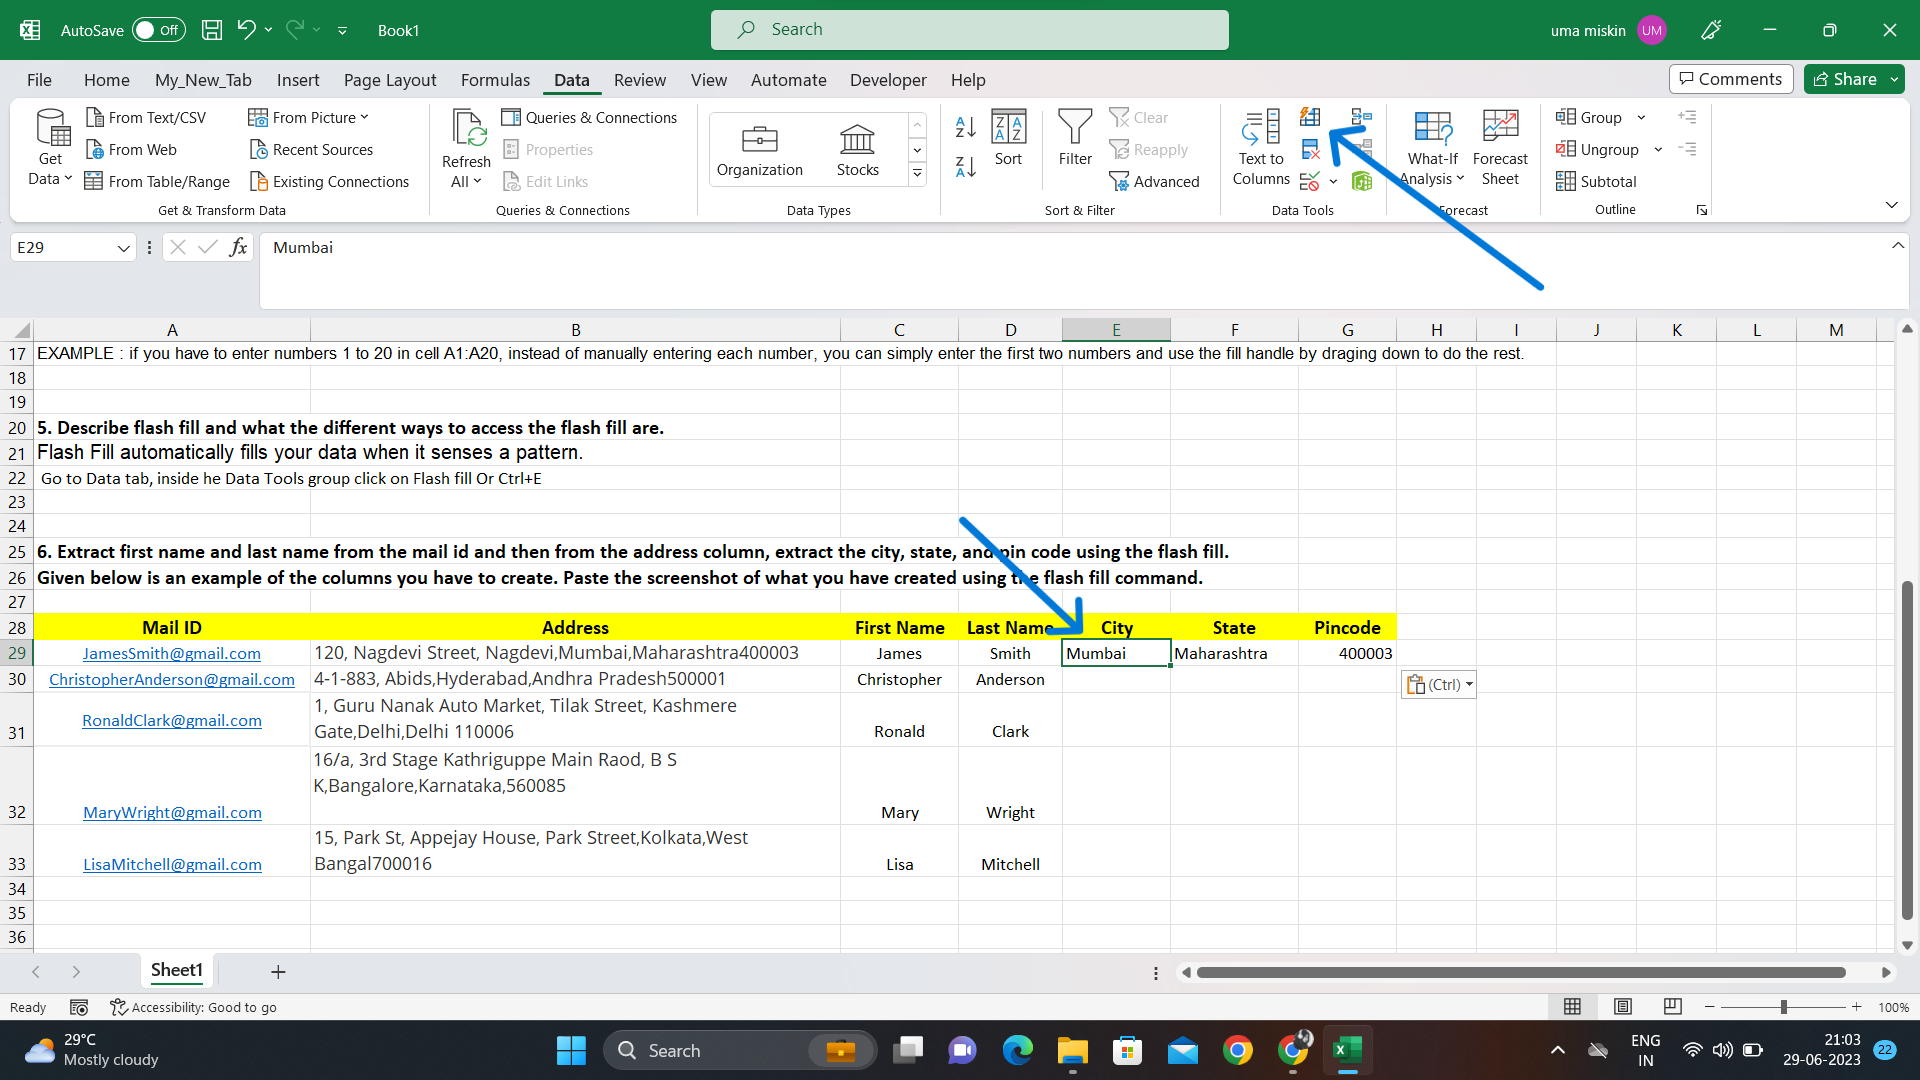 AutoSave Off Book1 Search uma miskin UM
File Home My_New_Tab Insert Page Layout Formulas Data Review View Automate Developer Help Comments Share
Get Data
From Text/CSV
From Web
From Table/Range
From Picture
Recent Sources
Existing Connections
Get & Transform Data
Refresh All
Queries & Connections
Properties
Edit Links
Queries & Connections
Organization
Stocks
Data Types
Sort
Filter
Clear
Reapply
Advanced
Sort & Filter
Text to Columns
Data Tools
What-If Analysis
Forecast Sheet
Forecast
Group
Ungroup
Subtotal
Outline
E29 fx Mumbai
A B C D E F G H I J K L M
17 EXAMPLE : if you have to enter numbers 1 to 20 in cell A1:A20, instead of manually entering each number, you can simply enter the first two numbers and use the fill handle by draging down to do the rest.
18
19
20 5. Describe flash fill and what the different ways to access the flash fill are.
21 Flash Fill automatically fills your data when it senses a pattern.
22 Go to Data tab, inside he Data Tools group click on Flash fill Or Ctrl+E
23
24
25 6. Extract first name and last name from the mail id and then from the address column, extract the city, state, and pin code using the flash fill.
26 Given below is an example of the columns you have to create. Paste the screenshot of what you have created using the flash fill command.
27
28 Mail ID Address First Name Last Name City State Pincode
29 JamesSmith@gmail.com 120, Nagdevi Street, Nagdevi,Mumbai,Maharashtra400003 James Smith Mumbai Maharashtra 400003
30 ChristopherAnderson@gmail.com 4-1-883, Abids,Hyderabad,Andhra Pradesh500001 Christopher Anderson (Ctrl)
1, Guru Nanak Auto Market, Tilak Street, Kashmere
31 RonaldClark@gmail.com Gate,Delhi,Delhi 110006 Ronald Clark
16/a, 3rd Stage Kathriguppe Main Raod, B S
K,Bangalore,Karnataka,560085
32 MaryWright@gmail.com Mary Wright
15, Park St, Appejay House, Park Street,Kolkata,West
33 LisaMitchell@gmail.com Bangal700016 Lisa Mitchell
34
35
36
Sheet1
Ready Accessibility: Good to go 100%
29°C
Mostly cloudy
Search
ENG
IN
21:03
29-06-2023
22